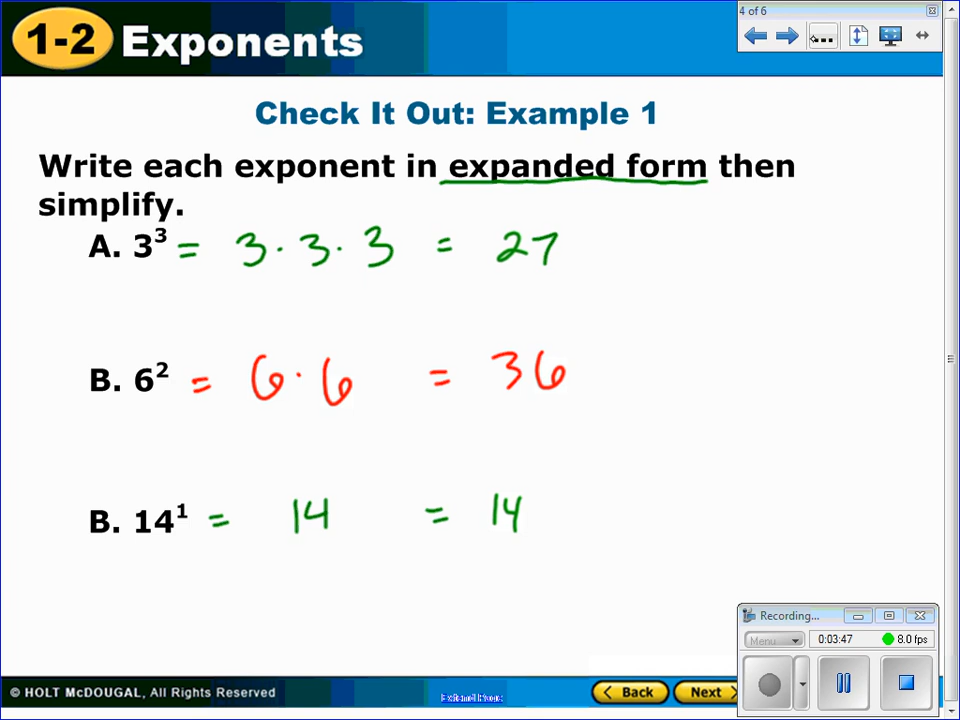 1-2 Exponents
4 of 6
Check It Out: Example 1
Write each exponent in expanded form then
simplify.
A. 3³ = 3 · 3 · 3 = 27
B. 6² = 6 · 6 = 36
B. 14¹ = 14 = 14
Recording...
Menu 0:03:47 8.0 fps
© HOLT McDOUGAL, All Rights Reserved
Back Next